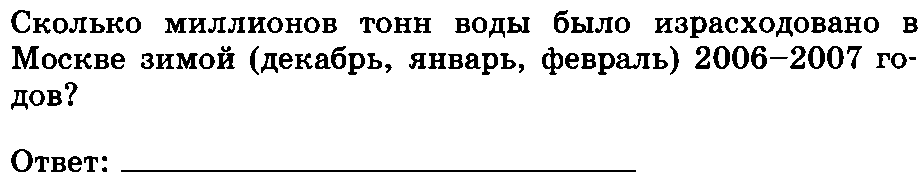 Сколько миллионов тонн воды было израсходовано в
Москве зимой (декабрь, январь, февраль) 2006–2007 го-
дов?
Ответ: